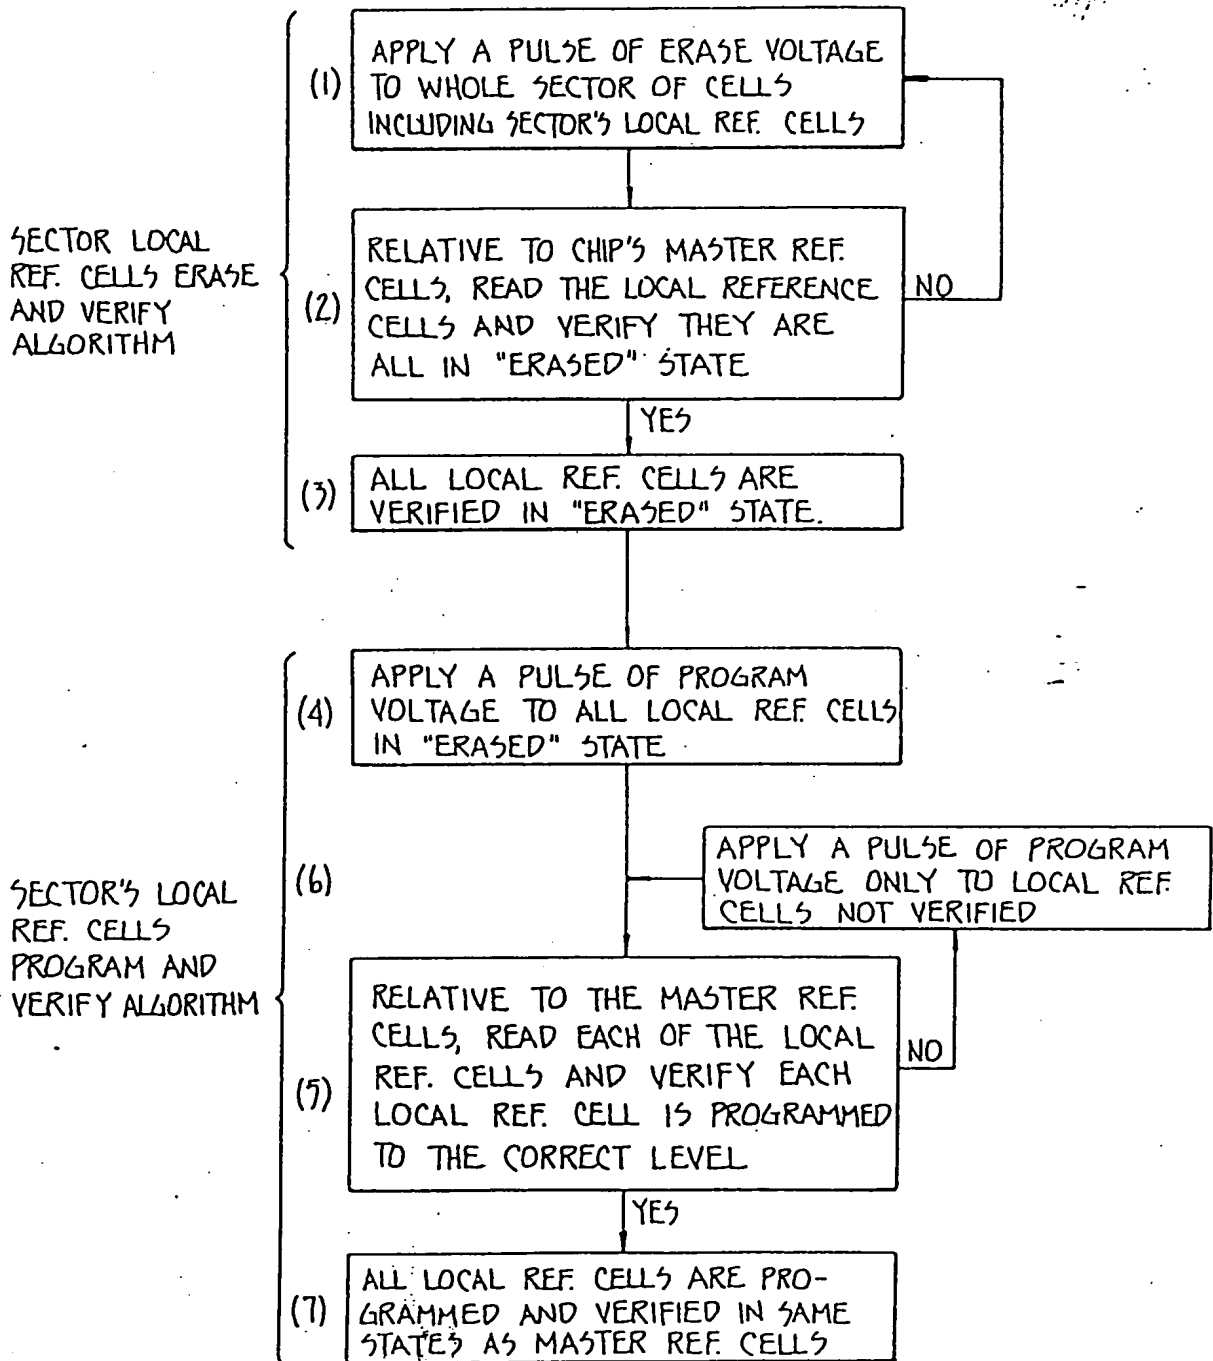 (1)
APPLY A PULSE OF ERASE VOLTAGE
TO WHOLE SECTOR OF CELLS
INCLUDING SECTOR'S LOCAL REF. CELLS
SECTOR LOCAL
REF. CELLS ERASE
AND VERIFY
ALGORITHM
(2)
RELATIVE TO CHIP'S MASTER REF.
CELLS, READ THE LOCAL REFERENCE
CELLS AND VERIFY THEY ARE
ALL IN "ERASED" STATE
NO
YES
(3)
ALL LOCAL REF. CELLS ARE
VERIFIED IN "ERASED" STATE.
(4)
APPLY A PULSE OF PROGRAM
VOLTAGE TO ALL LOCAL REF. CELLS
IN "ERASED" STATE
(6)
APPLY A PULSE OF PROGRAM
VOLTAGE ONLY TO LOCAL REF.
CELLS NOT VERIFIED
SECTOR'S LOCAL
REF. CELLS
PROGRAM AND
VERIFY ALGORITHM
(5)
RELATIVE TO THE MASTER REF.
CELLS, READ EACH OF THE LOCAL
REF. CELLS AND VERIFY EACH
LOCAL REF. CELL IS PROGRAMMED
TO THE CORRECT LEVEL
NO
YES
(7)
ALL LOCAL REF. CELLS ARE PRO-
GRAMMED AND VERIFIED IN SAME
STATES AS MASTER REF. CELLS